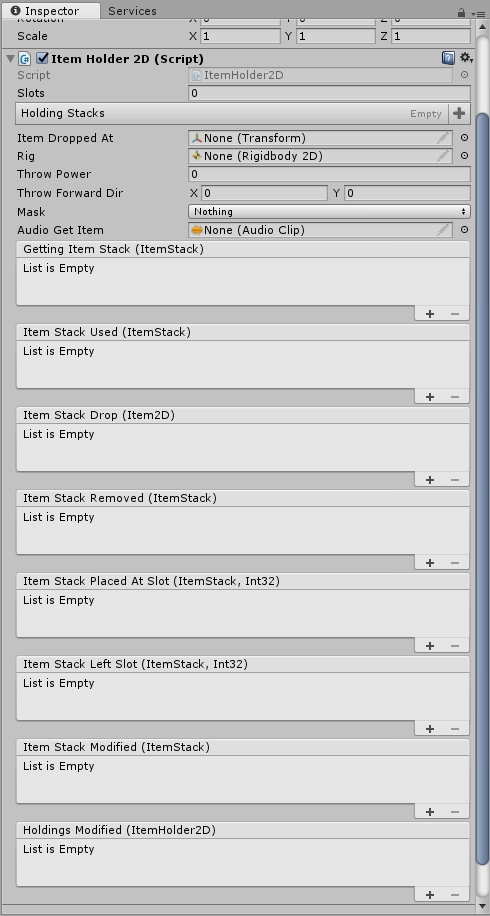 Inspector Services
Rotation X 0 Y 0 Z 0
Scale X 1 Y 1 Z 1
Item Holder 2D (Script)
Script ItemHolder2D
Slots 0
Holding Stacks Empty +
Item Dropped At None (Transform)
Rig None (Rigidbody 2D)
Throw Power 0
Throw Forward Dir X 0 Y 0
Mask Nothing
Audio Get Item None (Audio Clip)
Getting Item Stack (ItemStack)
List is Empty
+ −
Item Stack Used (ItemStack)
List is Empty
+ −
Item Stack Drop (Item2D)
List is Empty
+ −
Item Stack Removed (ItemStack)
List is Empty
+ −
Item Stack Placed At Slot (ItemStack, Int32)
List is Empty
+ −
Item Stack Left Slot (ItemStack, Int32)
List is Empty
+ −
Item Stack Modified (ItemStack)
List is Empty
+ −
Holdings Modified (ItemHolder2D)
List is Empty
+ −